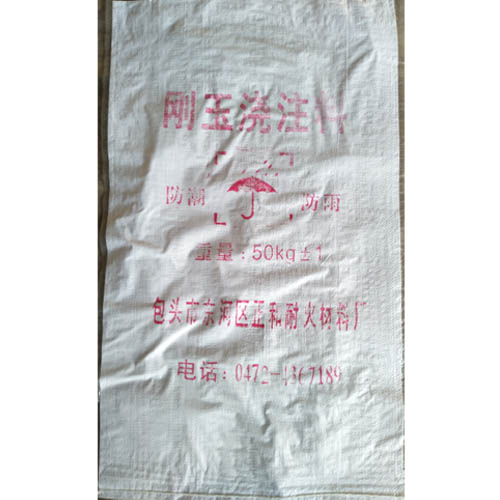 刚玉浇注料
防潮 防雨
重量:50kg±1
包头市东河区正和耐火材料厂
电话:0472-4367189